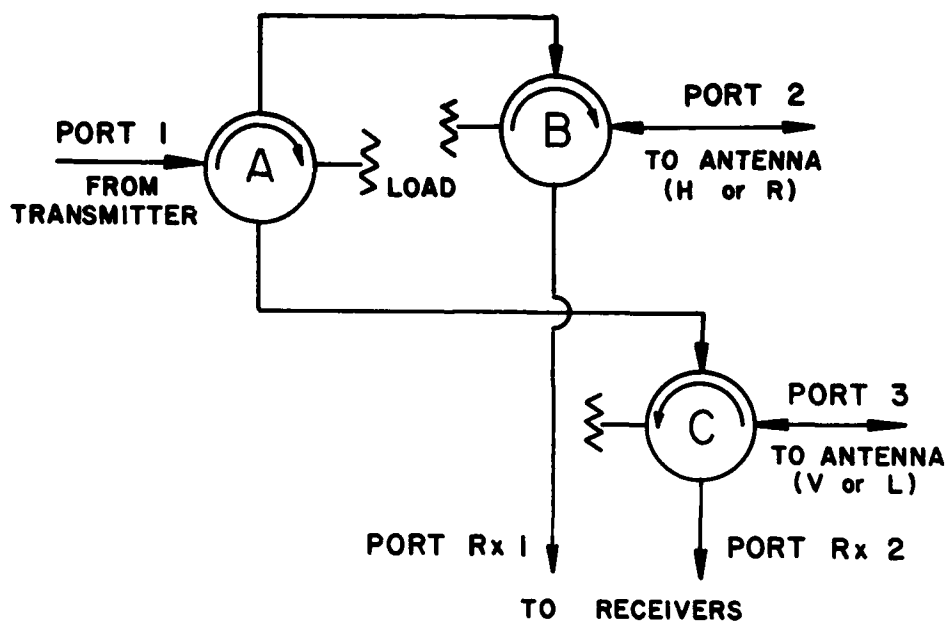 PORT 1
FROM
TRANSMITTER
A
LOAD
B
PORT 2
TO ANTENNA
(H or R)
C
PORT 3
TO ANTENNA
(V or L)
PORT Rx 1
PORT Rx 2
TO RECEIVERS